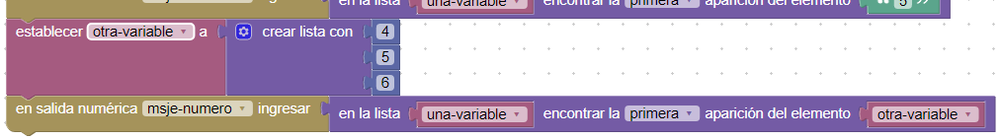 en la lista una-variable encontrar la primera aparición del elemento “ 5 ”
establecer otra-variable a crear lista con 4
5
6
en salida numérica msje-numero ingresar en la lista una-variable encontrar la primera aparición del elemento otra-variable